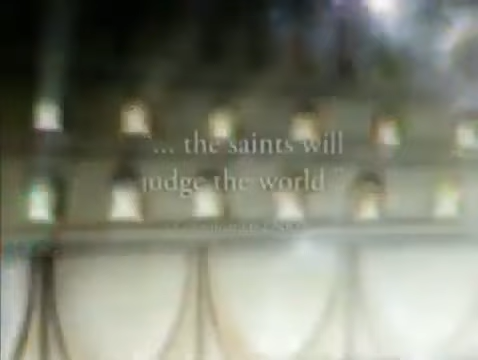 "... the saints will
judge the world"